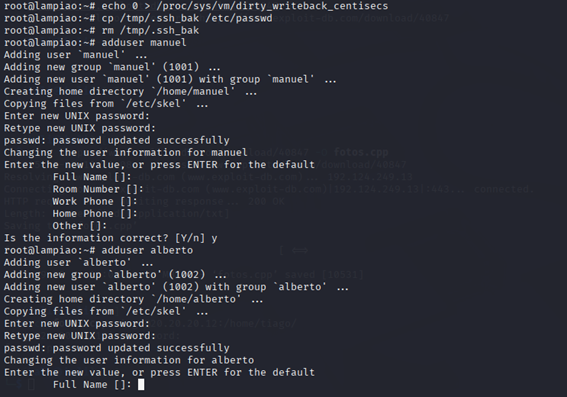 root@lampiao:~# echo 0 > /proc/sys/vm/dirty_writeback_centisecs
root@lampiao:~# cp /tmp/.ssh_bak /etc/passwd
root@lampiao:~# rm /tmp/.ssh_bak
root@lampiao:~# adduser manuel
Adding user `manuel' ...
Adding new group `manuel' (1001) ...
Adding new user `manuel' (1001) with group `manuel' ...
Creating home directory `/home/manuel' ...
Copying files from `/etc/skel' ...
Enter new UNIX password:
Retype new UNIX password:
passwd: password updated successfully
Changing the user information for manuel
Enter the new value, or press ENTER for the default
Full Name []:
Room Number []:
Work Phone []:
Home Phone []:
Other []:
Is the information correct? [Y/n] y
root@lampiao:~# adduser alberto
Adding user `alberto' ...
Adding new group `alberto' (1002) ...
Adding new user `alberto' (1002) with group `alberto' ...
Creating home directory `/home/alberto' ...
Copying files from `/etc/skel' ...
Enter new UNIX password:
Retype new UNIX password:
passwd: password updated successfully
Changing the user information for alberto
Enter the new value, or press ENTER for the default
Full Name []: